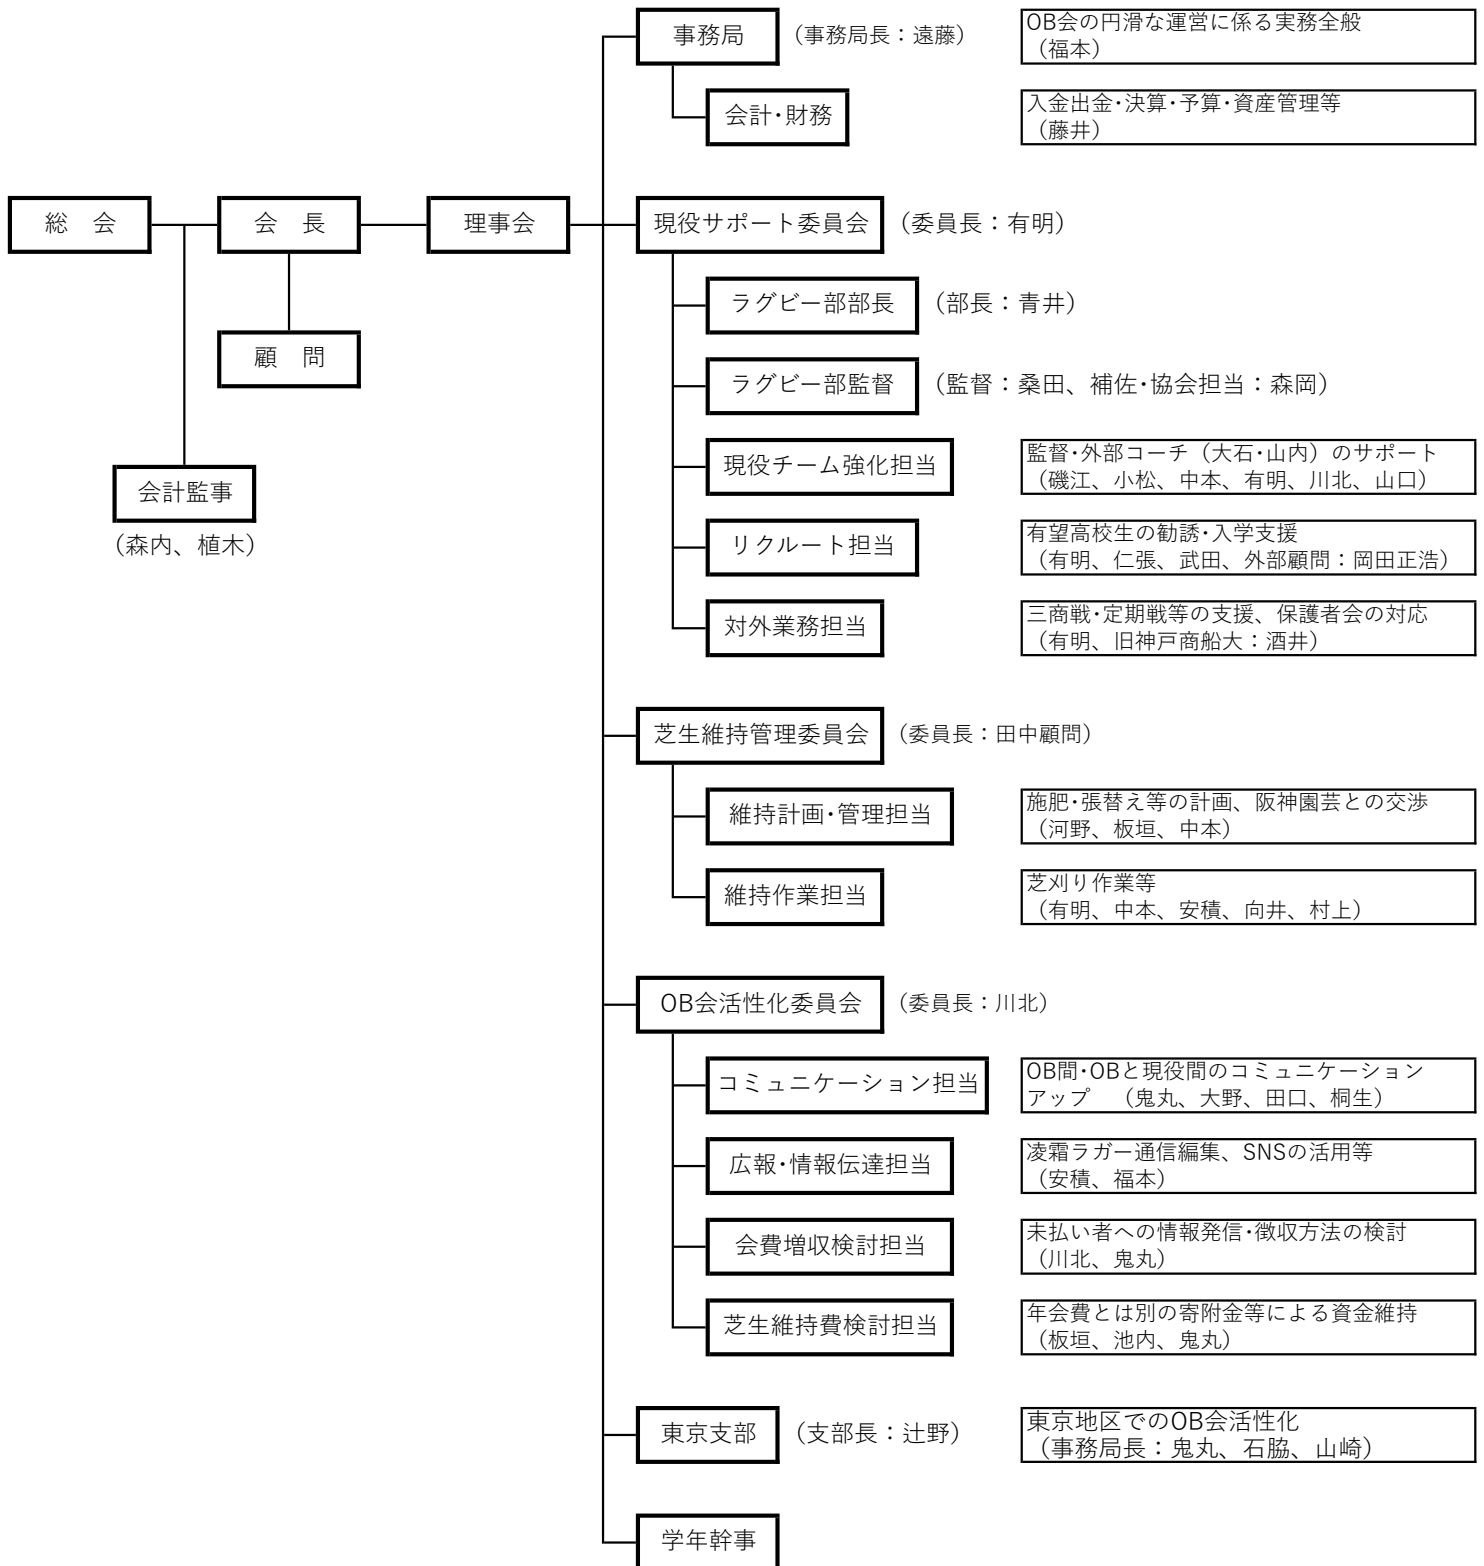 事務局
(事務局長：遠藤)
OB会の円滑な運営に係る実務全般
(福本)
会計･財務
入金出金･決算･予算･資産管理等
(藤井)
総　会
会　長
理事会
現役サポート委員会
(委員長：有明)
ラグビー部部長
(部長：青井)
顧　問
ラグビー部監督
(監督：桑田、補佐･協会担当：森岡)
現役チーム強化担当
監督･外部コーチ（大石･山内）のサポート
(磯江、小松、中本、有明、川北、山口)
会計監事
(森内、植木)
リクルート担当
有望高校生の勧誘･入学支援
(有明、仁張、武田、外部顧問：岡田正浩)
対外業務担当
三商戦･定期戦等の支援、保護者会の対応
(有明、旧神戸商船大：酒井)
芝生維持管理委員会
(委員長：田中顧問)
維持計画･管理担当
施肥･張替え等の計画、阪神園芸との交渉
(河野、板垣、中本)
維持作業担当
芝刈り作業等
(有明、中本、安積、向井、村上)
OB会活性化委員会
(委員長：川北)
コミュニケーション担当
OB間･OBと現役間のコミュニケーション
アップ　(鬼丸、大野、田口、桐生)
広報･情報伝達担当
凌霜ラガー通信編集、SNSの活用等
(安積、福本)
会費増収検討担当
未払い者への情報発信･徴収方法の検討
(川北、鬼丸)
芝生維持費検討担当
年会費とは別の寄附金等による資金維持
(板垣、池内、鬼丸)
東京支部
(支部長：辻野)
東京地区でのOB会活性化
(事務局長：鬼丸、石脇、山崎)
学年幹事